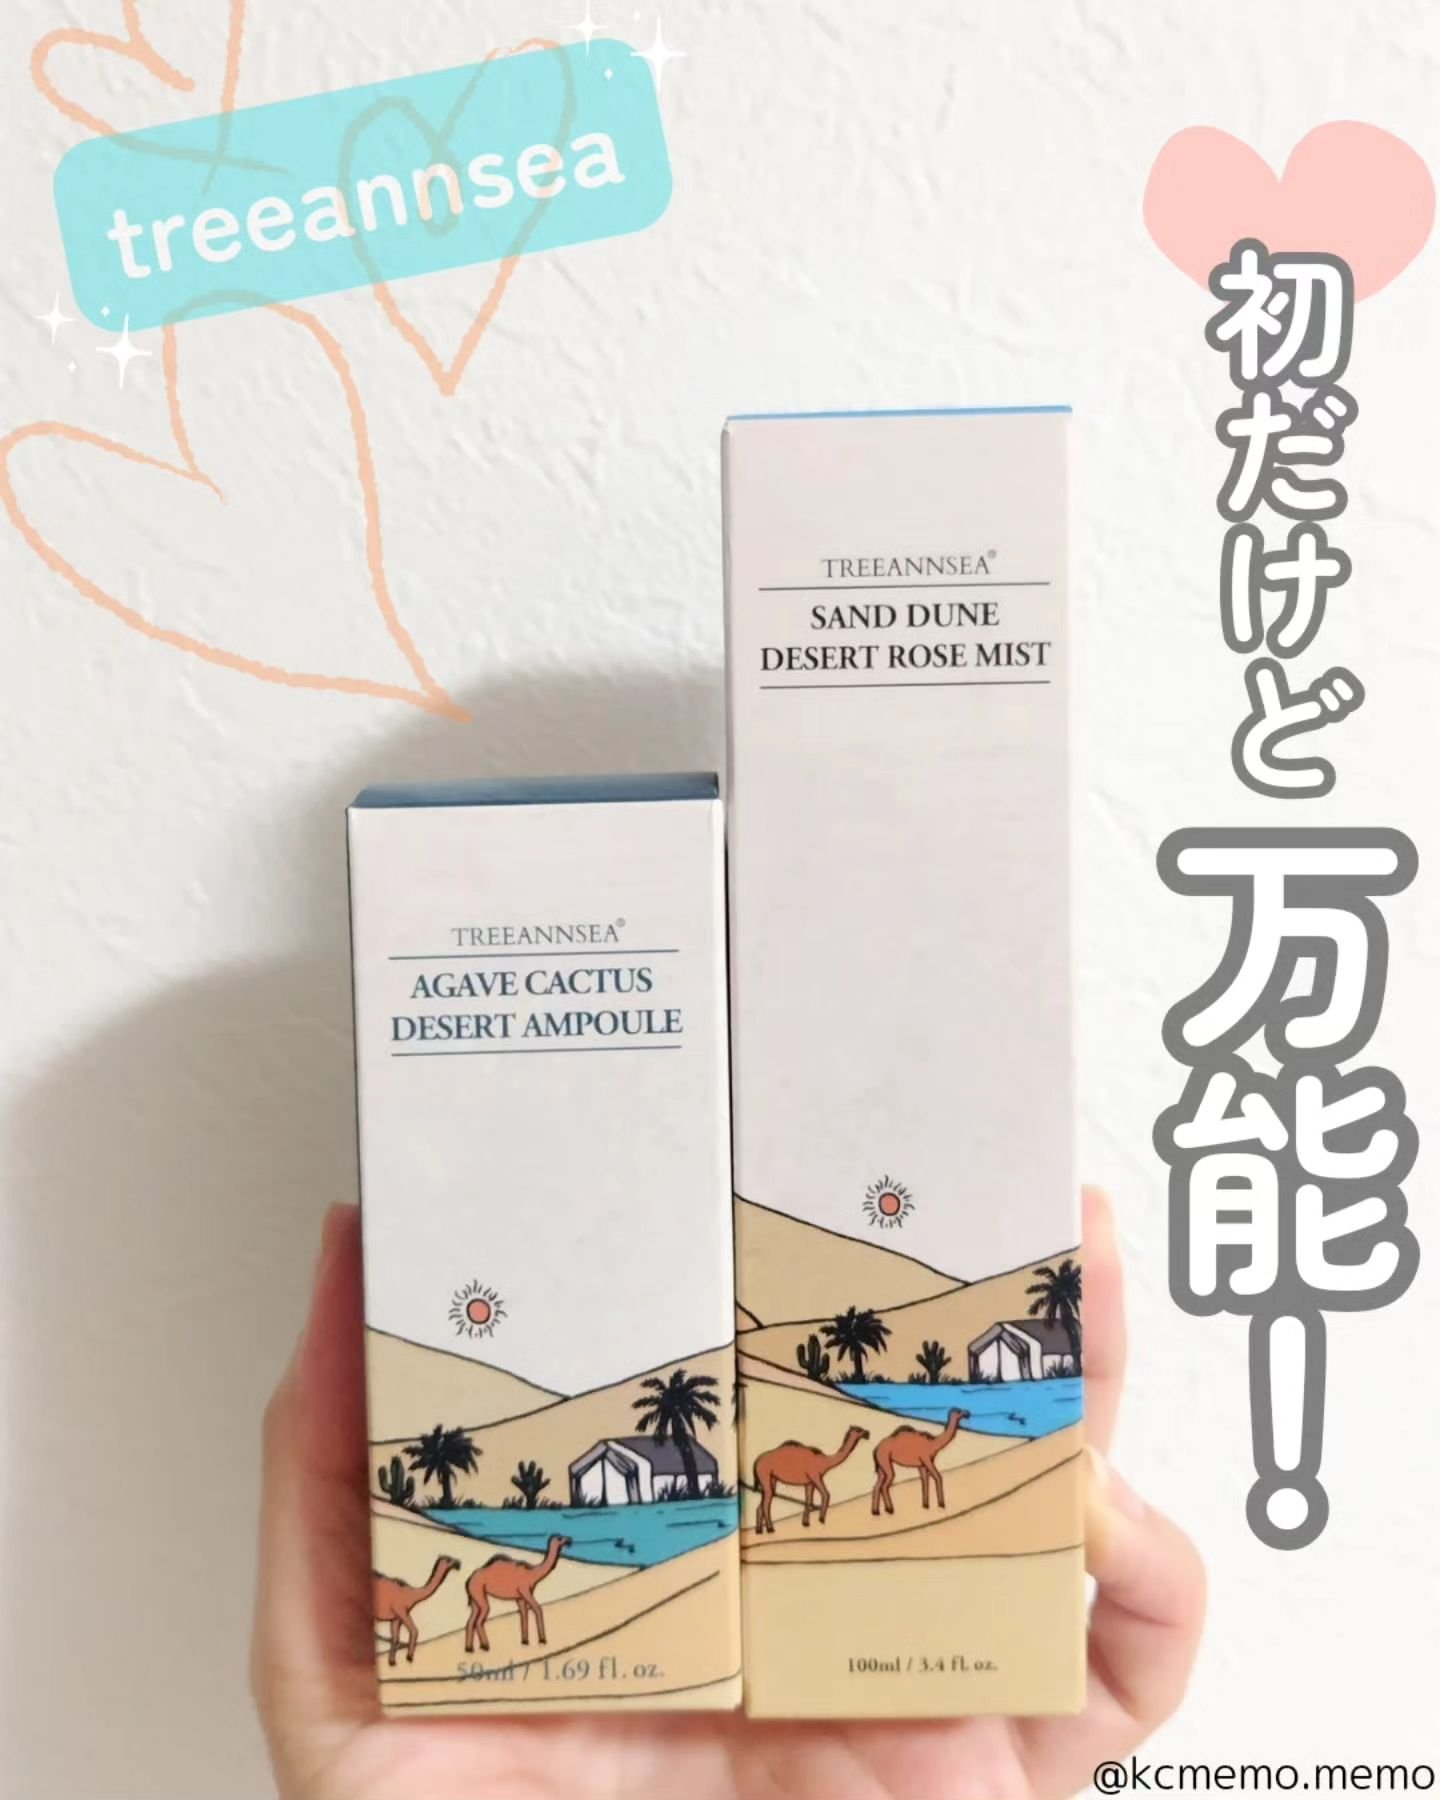 treeannsea
初だけど
万能!
TREEANNSEA®
SAND DUNE
DESERT ROSE MIST
100ml / 3.4 fl. oz.
TREEANNSEA®
AGAVE CACTUS
DESERT AMPOULE
50ml / 1.69 fl. oz.
@kcmemo.memo